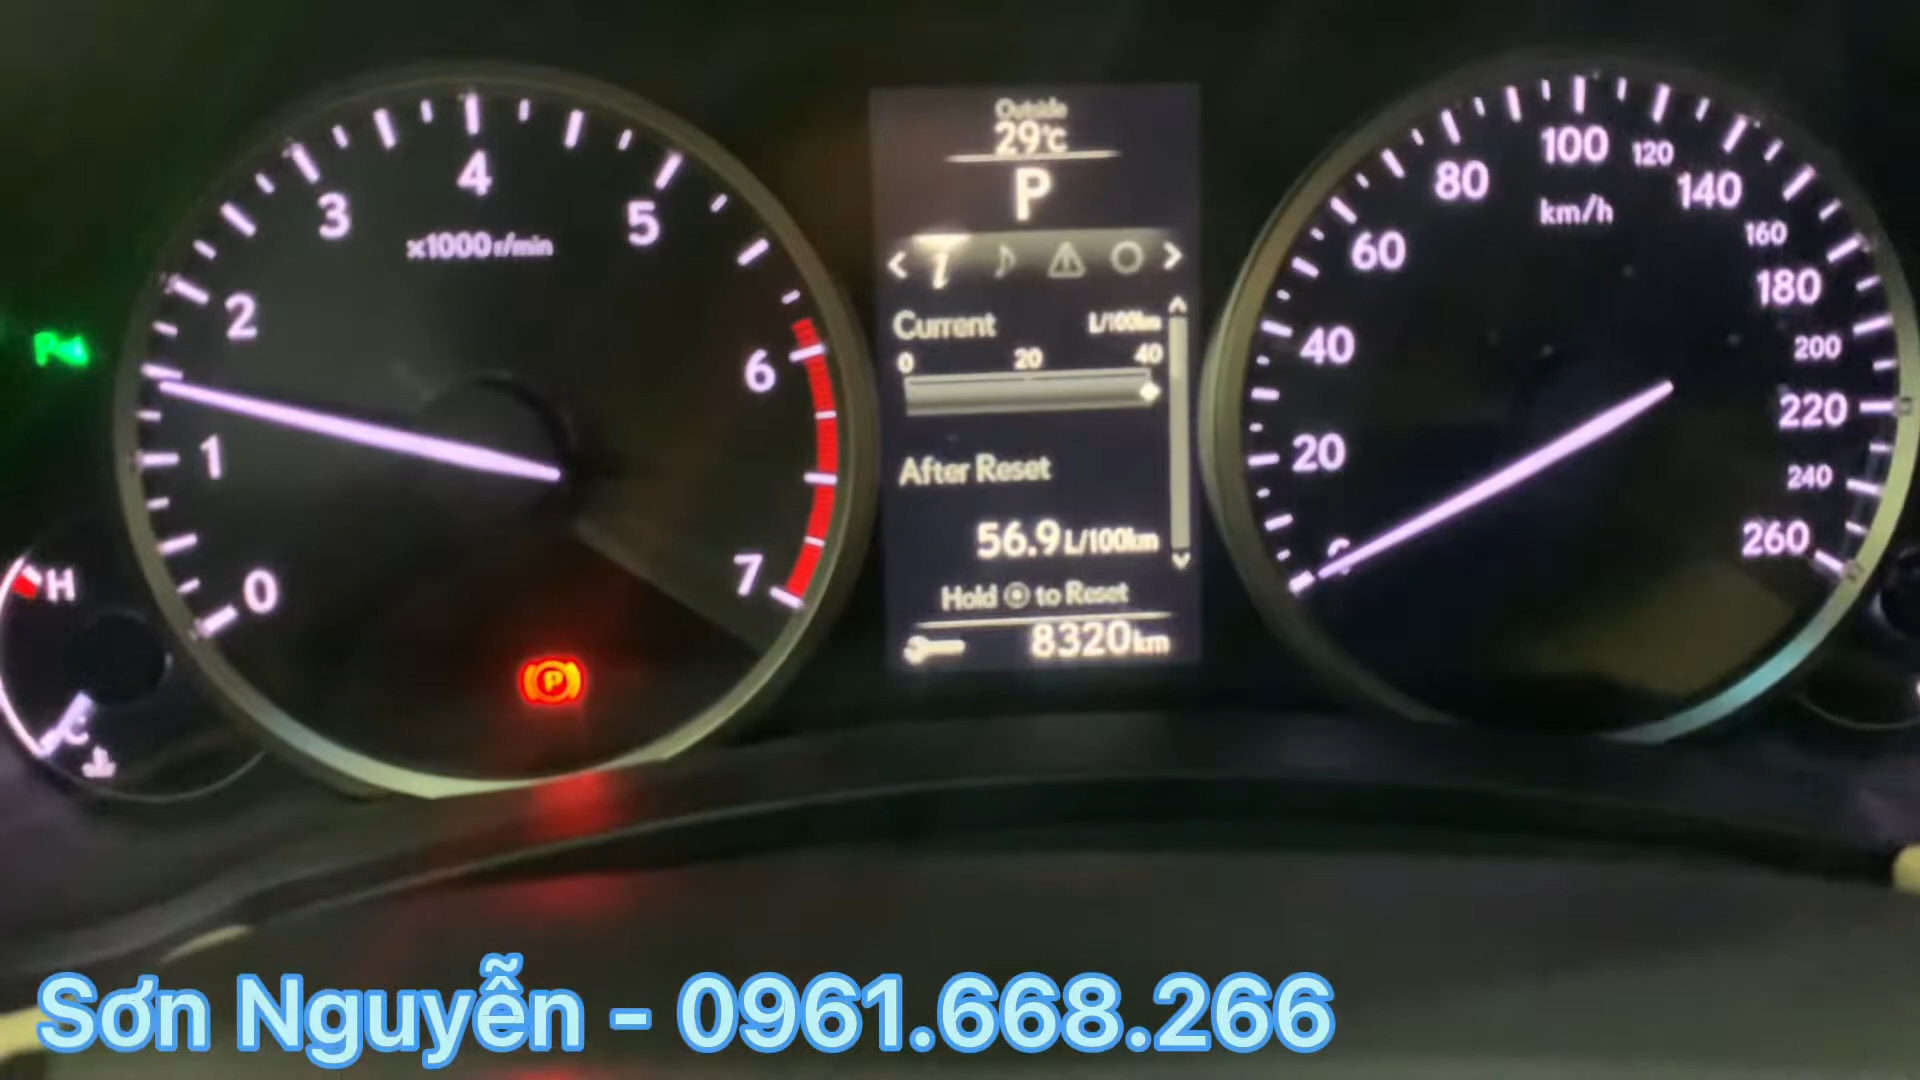 Outside
29°C
P
4
3
5
x1000r/min
2
6
1
7
0
H
C
P
i
Current L/100km
0 20 40
After Reset
56.9 L/100km
Hold to Reset
8320km
100
120
80
140
km/h
160
60
180
40
200
220
20
240
260
0
Sơn Nguyễn - 0961.668.266